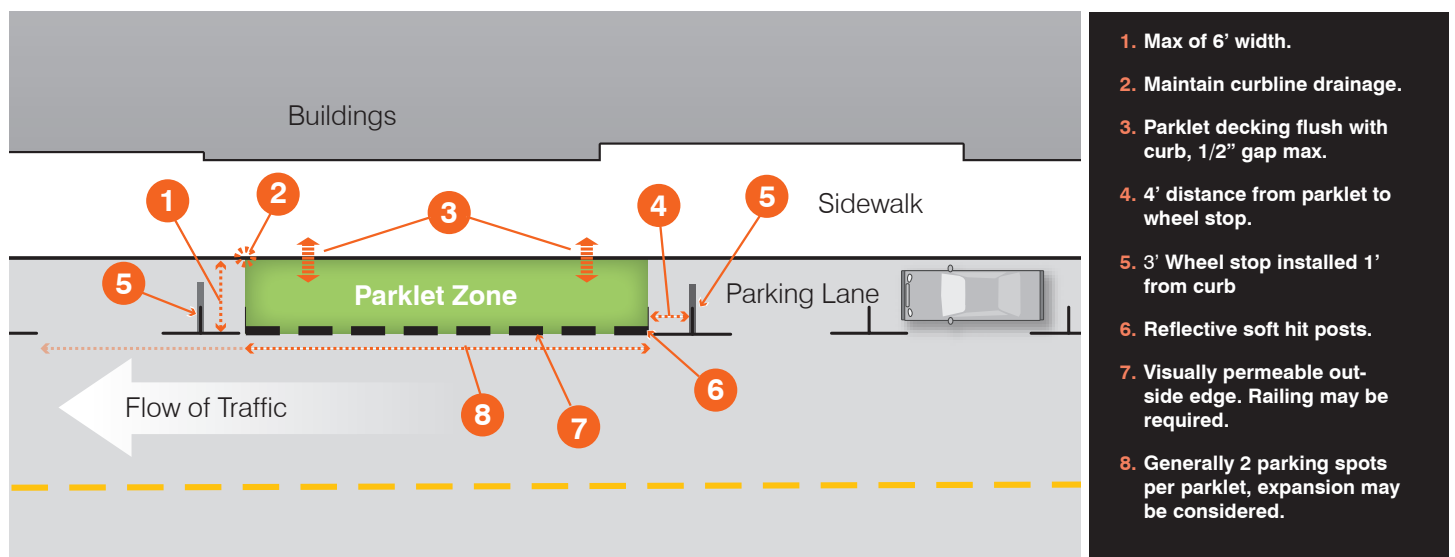 Buildings
1
2
3
4
5
Sidewalk
5
Parklet Zone
Parking Lane
Flow of Traffic
8
7
6
1. Max of 6’ width.
2. Maintain curbline drainage.
3. Parklet decking flush with
curb, 1/2” gap max.
4. 4’ distance from parklet to
wheel stop.
5. 3’ Wheel stop installed 1’
from curb
6. Reflective soft hit posts.
7. Visually permeable out-
side edge. Railing may be
required.
8. Generally 2 parking spots
per parklet, expansion may
be considered.